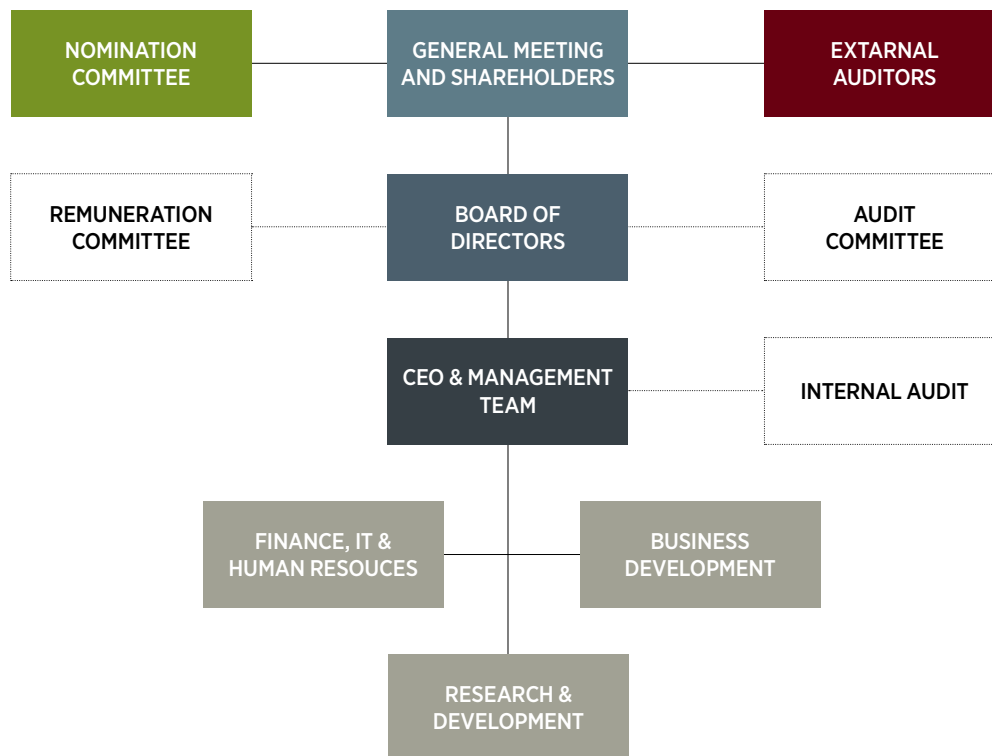 NOMINATION
COMMITTEE
GENERAL MEETING
AND SHAREHOLDERS
EXTARNAL
AUDITORS
REMUNERATION
COMMITTEE
BOARD OF
DIRECTORS
AUDIT
COMMITTEE
CEO & MANAGEMENT
TEAM
INTERNAL AUDIT
FINANCE, IT &
HUMAN RESOUCES
BUSINESS
DEVELOPMENT
RESEARCH &
DEVELOPMENT